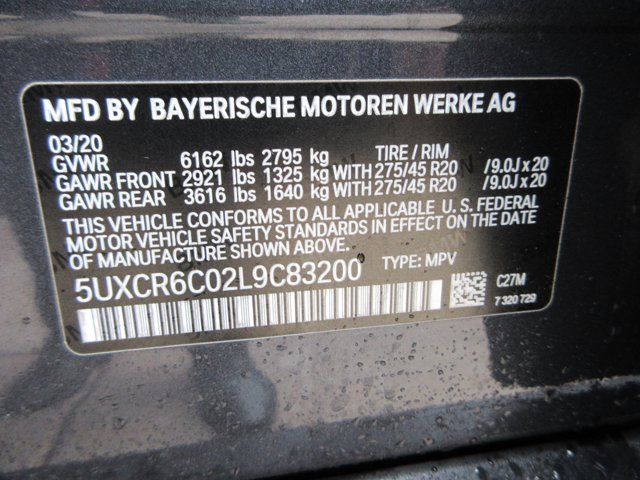 MFD BY BAYERISCHE MOTOREN WERKE AG
03/20
GVWR 6162 lbs 2795 kg TIRE / RIM
GAWR FRONT 2921 lbs 1325 kg WITH 275/45 R20 /9.0J x 20
GAWR REAR 3616 lbs 1640 kg WITH 275/45 R20 /9.0J x 20
THIS VEHICLE CONFORMS TO ALL APPLICABLE U. S. FEDERAL
MOTOR VEHICLE SAFETY STANDARDS IN EFFECT ON THE DATE
OF MANUFACTURE SHOWN ABOVE.
5UXCR6C02L9C83200 TYPE: MPV
C27M
7 320 729